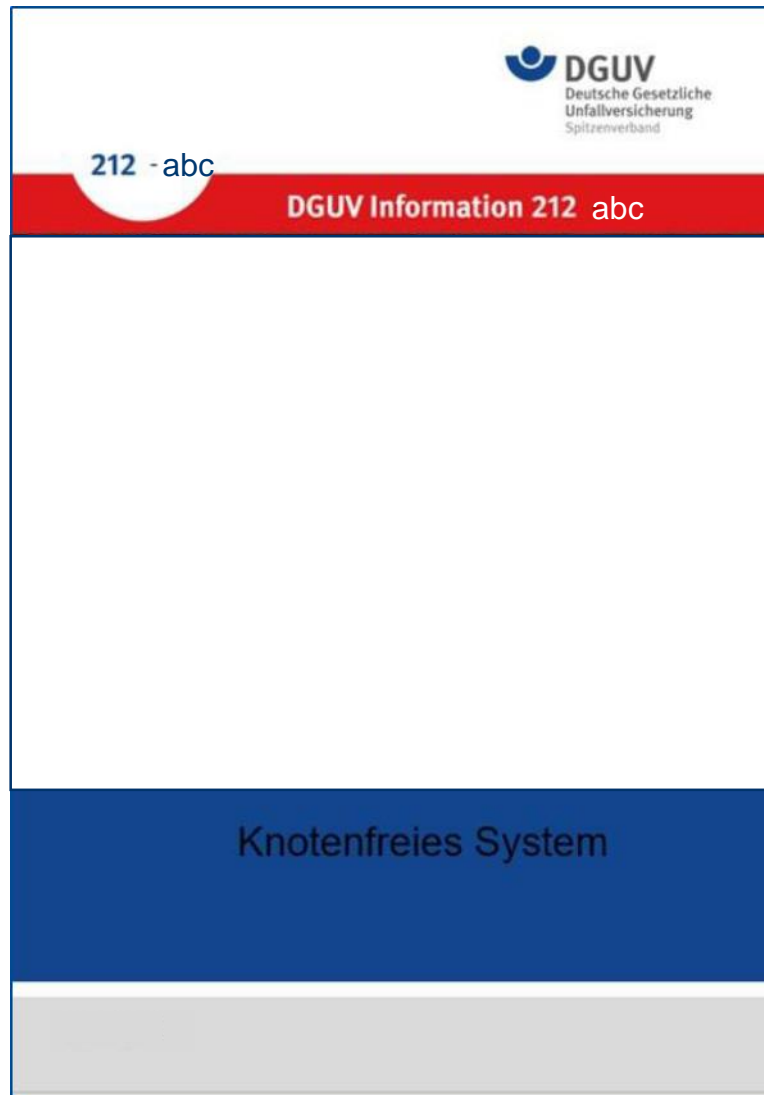 DGUV
Deutsche Gesetzliche
Unfallversicherung
Spitzenverband
212 - abc
DGUV Information 212 abc
Knotenfreies System